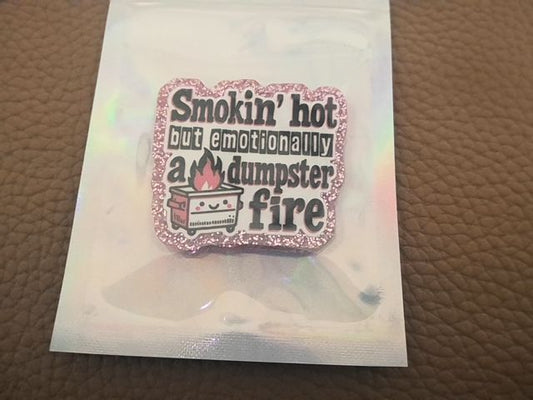 Smokin' hot
but emotionally
a dumpster
fire